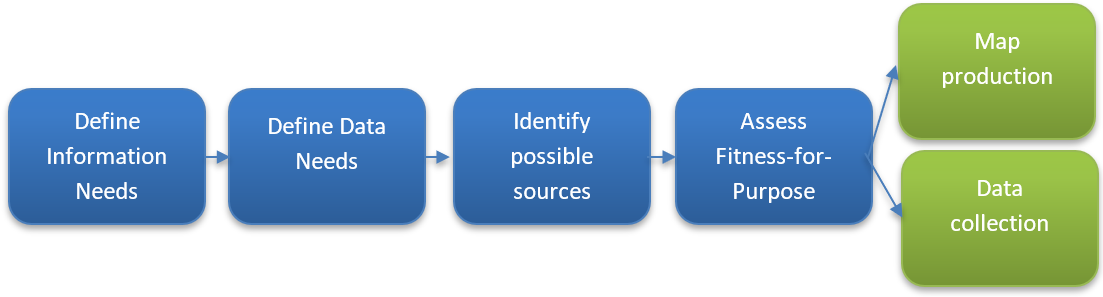 Define
Information
Needs
Define Data
Needs
Identify
possible
sources
Assess
Fitness-for-
Purpose
Map
production
Data
collection